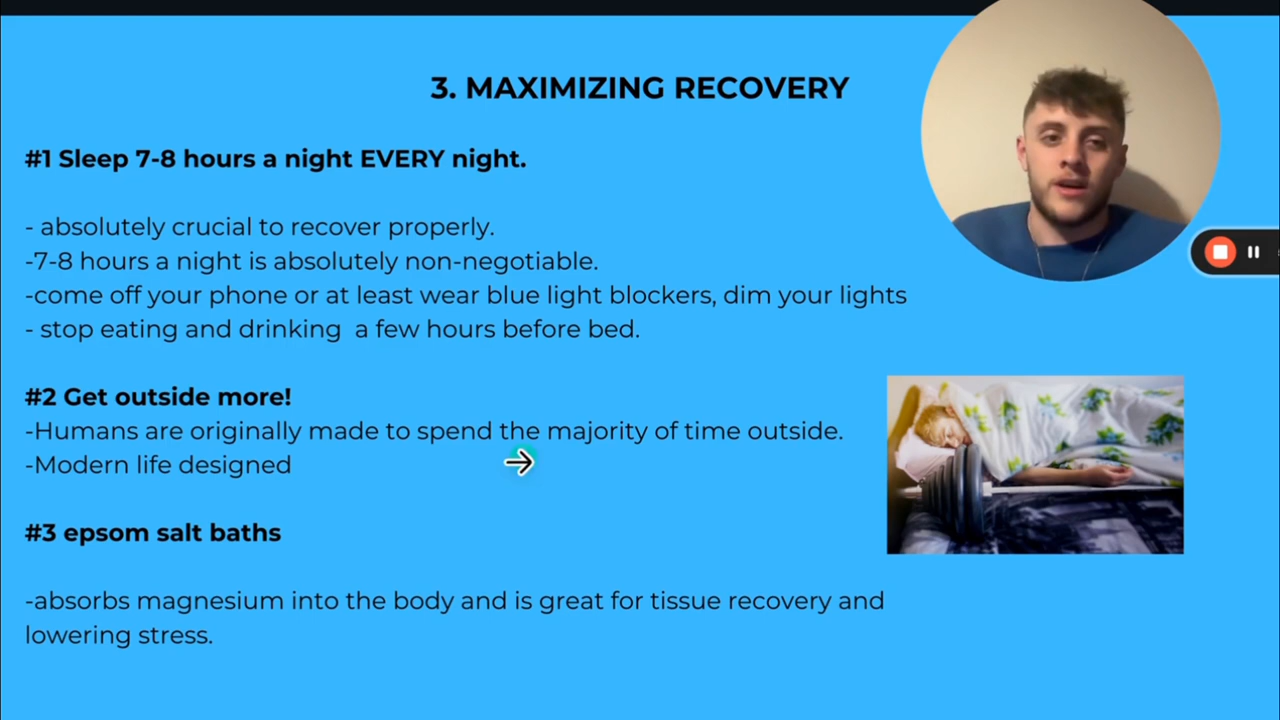 3. MAXIMIZING RECOVERY
#1 Sleep 7-8 hours a night EVERY night.
- absolutely crucial to recover properly.
-7-8 hours a night is absolutely non-negotiable.
-come off your phone or at least wear blue light blockers, dim your lights
- stop eating and drinking  a few hours before bed.
#2 Get outside more!
-Humans are originally made to spend the majority of time outside.
-Modern life designed
#3 epsom salt baths
-absorbs magnesium into the body and is great for tissue recovery and
lowering stress.